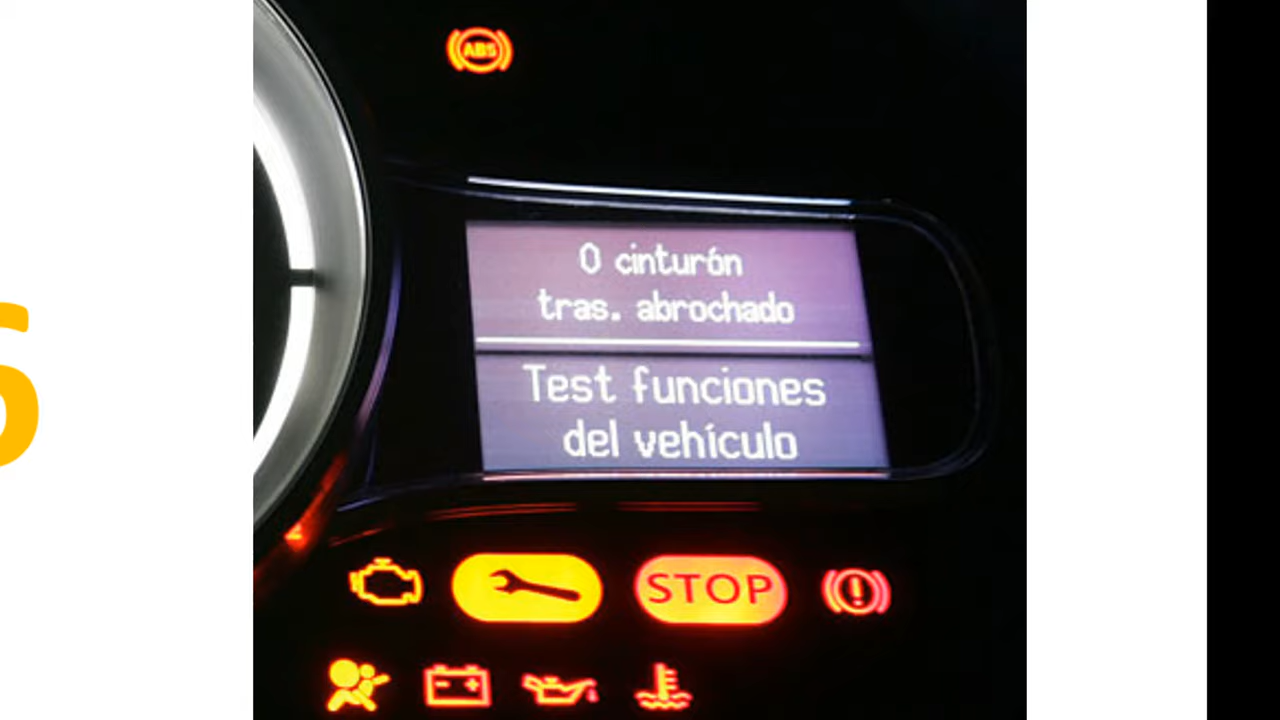 ABS
0 cinturón
tras. abrochado
Test funciones
del vehículo
STOP